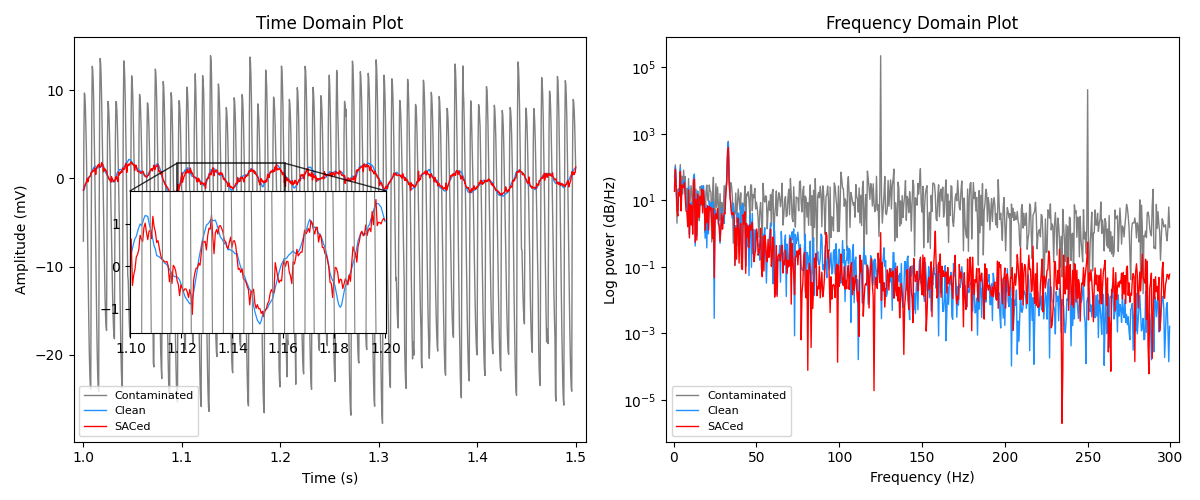 Time Domain Plot
Amplitude (mV)
10
0
−10
−20
1
0
−1
1.10 1.12 1.14 1.16 1.18 1.20
Contaminated
Clean
SACed
1.0 1.1 1.2 1.3 1.4 1.5
Time (s)
Frequency Domain Plot
Log power (dB/Hz)
10^5
10^3
10^1
10^−1
10^−3
10^−5
Contaminated
Clean
SACed
0 50 100 150 200 250 300
Frequency (Hz)